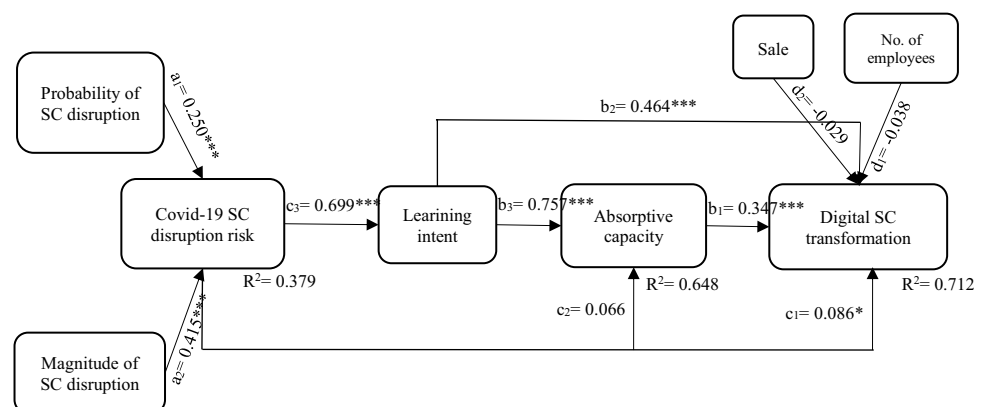 Sale
No. of
employees
Probability of
SC disruption
a1= 0.250***
b2= 0.464***
d2= -0.029
d1= -0.038
Covid-19 SC
disruption risk
c3= 0.699***
Learining
intent
b3= 0.757***
Absorptive
capacity
b1= 0.347***
Digital SC
transformation
R²= 0.379
R²= 0.648
R²= 0.712
c2= 0.066
c1= 0.086*
a2= 0.415***
Magnitude of
SC disruption